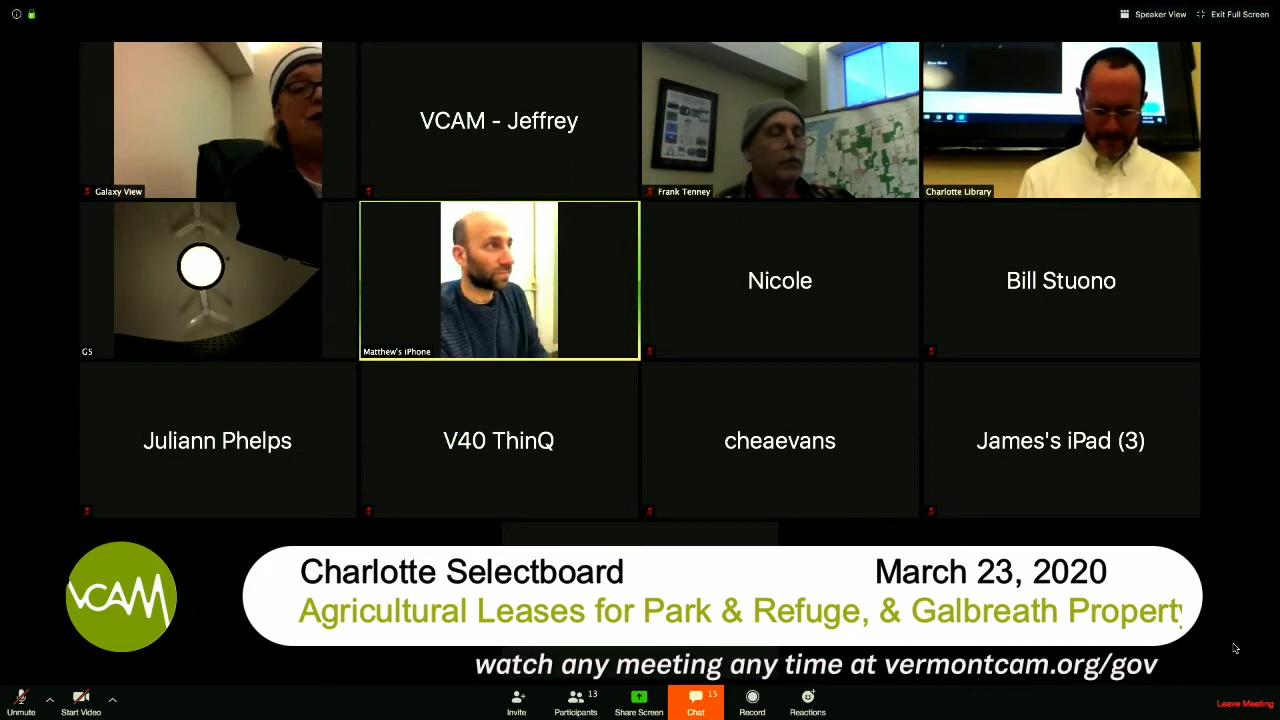 Speaker View Exit Full Screen
VCAM - Jeffrey
Galaxy View
Frank Tenney
Charlotte Library
Nicole
Bill Stuono
G5
Matthew's iPhone
Juliann Phelps
V40 ThinQ
cheaevans
James's iPad (3)
VCAM
Charlotte Selectboard March 23, 2020
Agricultural Leases for Park & Refuge, & Galbreath Property
watch any meeting any time at vermontcam.org/gov
13 15
Unmute Start Video Invite Participants Share Screen Chat Record Reactions Leave Meeting